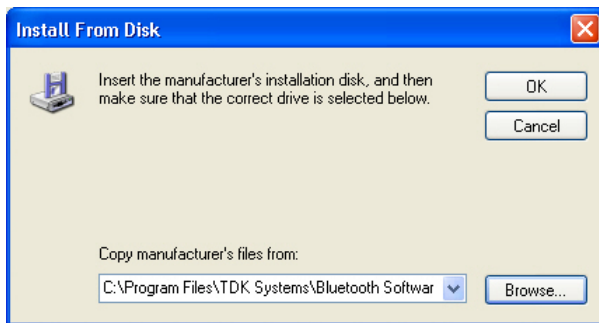 Install From Disk
Insert the manufacturer's installation disk, and then
make sure that the correct drive is selected below.
OK
Cancel
Copy manufacturer's files from:
C:\Program Files\TDK Systems\Bluetooth Softwar
Browse...